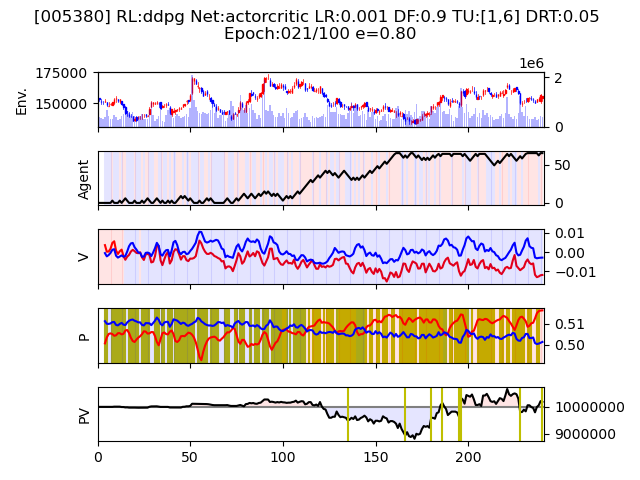 [005380] RL:ddpg Net:actorcritic LR:0.001 DF:0.9 TU:[1,6] DRT:0.05
Epoch:021/100 e=0.80
1e6
175000
150000
Env.
2
0
Agent
50
0
V
0.01
0.00
−0.01
P
0.51
0.50
PV
10000000
9000000
0 50 100 150 200